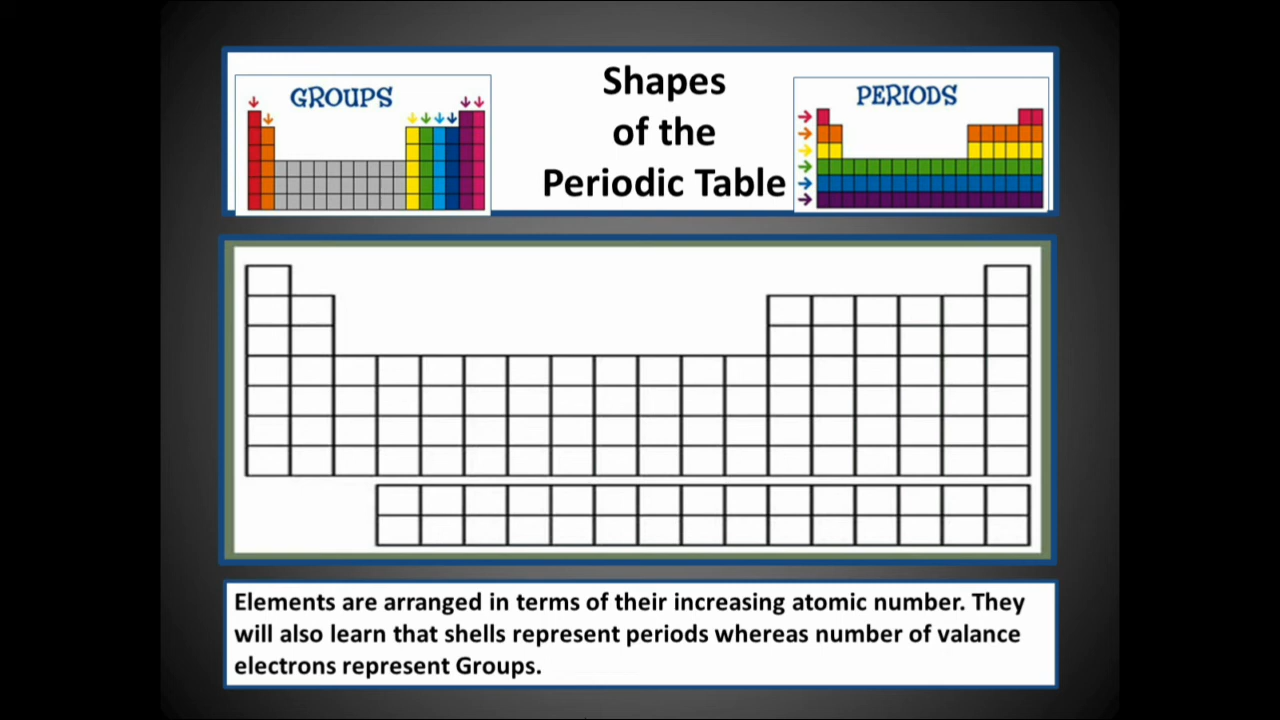 GROUPS
Shapes
of the
Periodic Table
PERIODS
Elements are arranged in terms of their increasing atomic number. They
will also learn that shells represent periods whereas number of valance
electrons represent Groups.